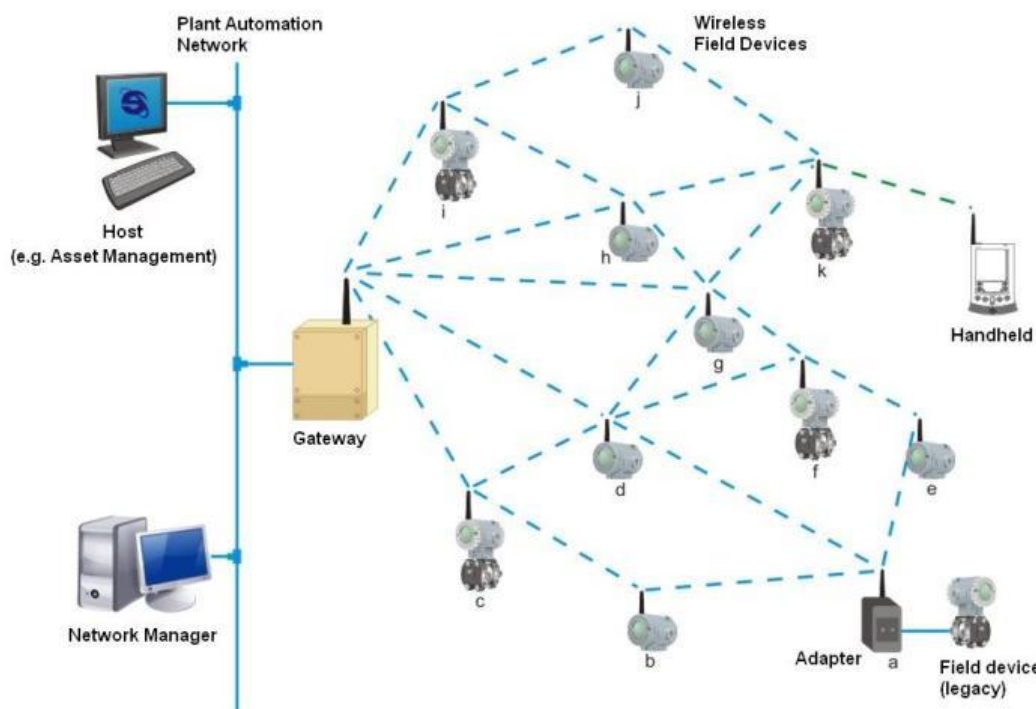 Plant Automation
Network
Wireless
Field Devices
j
i
Host
(e.g. Asset Management)
h
k
Handheld
g
Gateway
f
d
e
c
Network Manager
b
Adapter
a
Field device
(legacy)